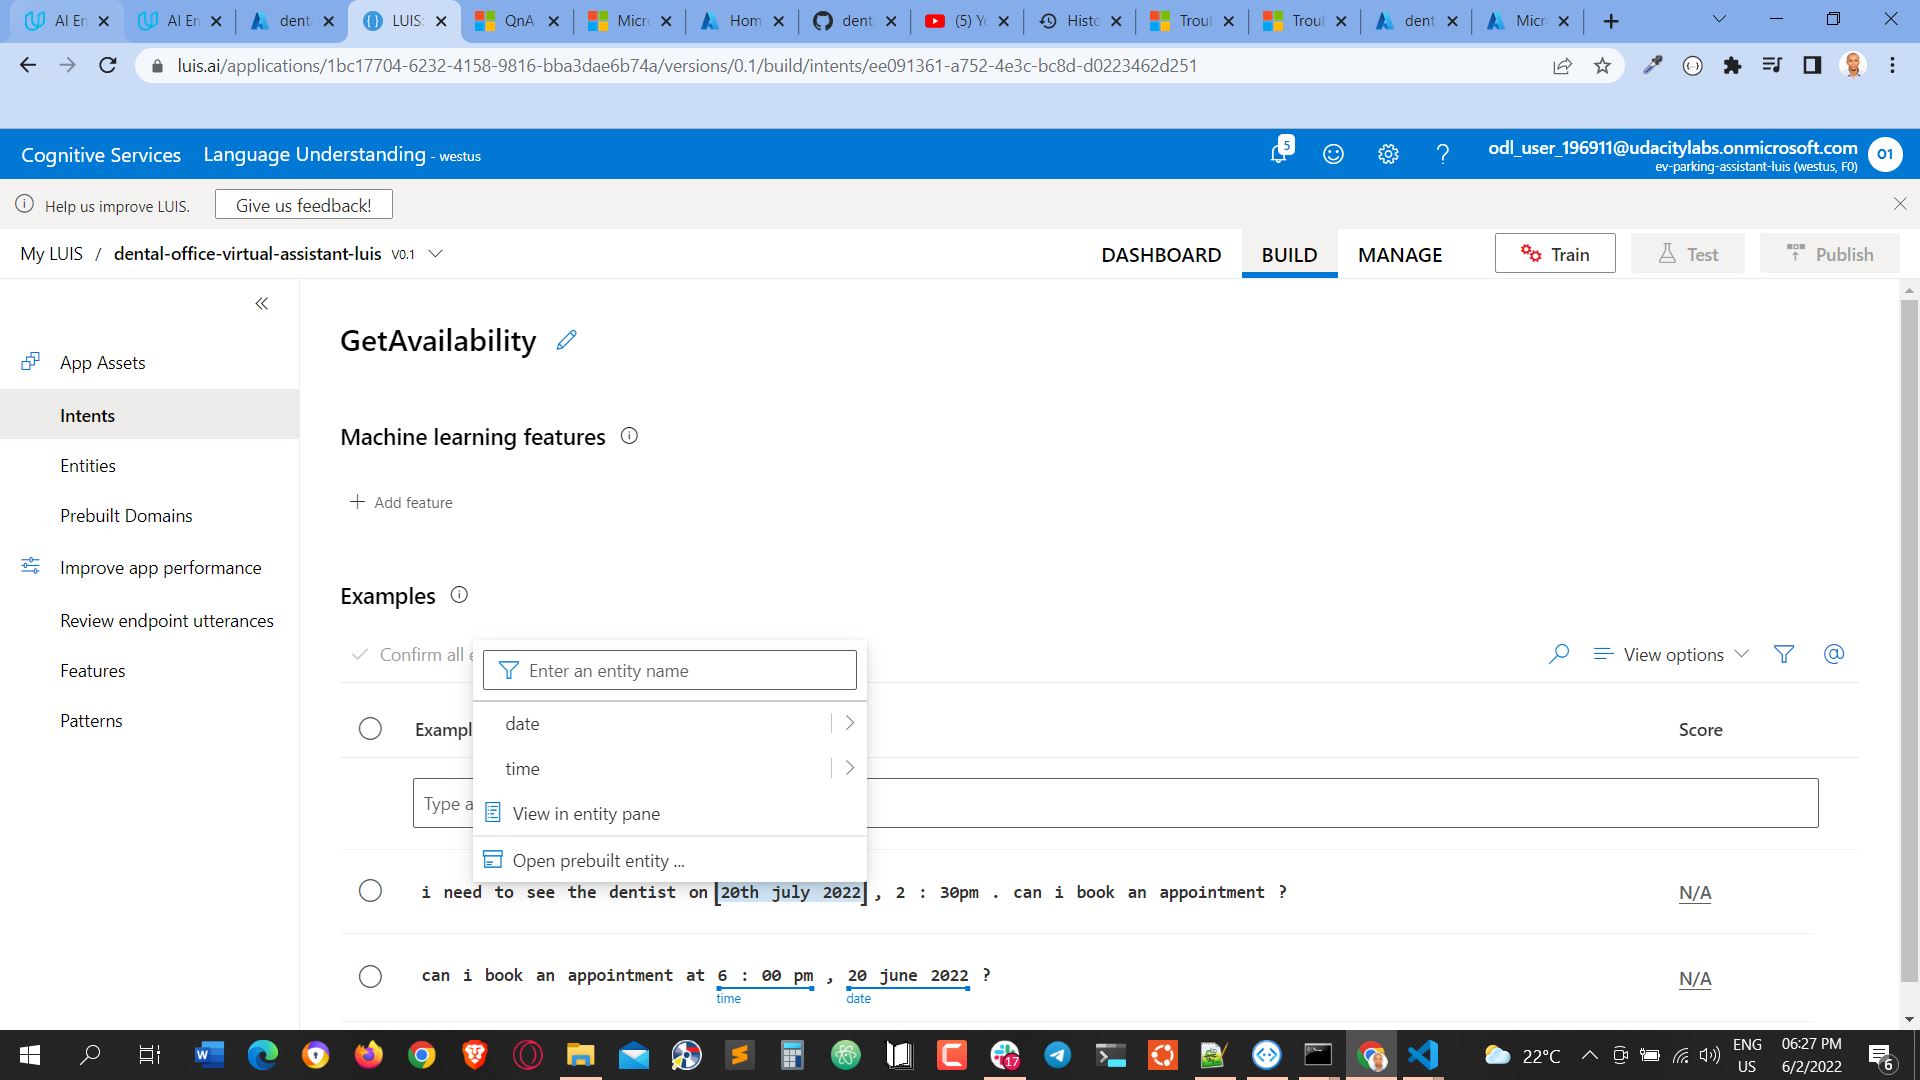 AI En
AI En
dent
LUIS:
QnA
Micro
Hom
dent
(5) Yo
Histo
Troul
Troul
dent
Micro
luis.ai/applications/1bc17704-6232-4158-9816-bba3dae6b74a/versions/0.1/build/intents/ee091361-a752-4e3c-bc8d-d0223462d251
Cognitive Services
Language Understanding - westus
5
odl_user_196911@udacitylabs.onmicrosoft.com
ev-parking-assistant-luis (westus, F0)
O1
Help us improve LUIS.
Give us feedback!
My LUIS / dental-office-virtual-assistant-luis V0.1
DASHBOARD
BUILD
MANAGE
Train
Test
Publish
App Assets
Intents
Entities
Prebuilt Domains
Improve app performance
Review endpoint utterances
Features
Patterns
GetAvailability
Machine learning features
Add feature
Examples
Confirm all e
View options
Enter an entity name
date
time
View in entity pane
Open prebuilt entity ...
Exampl
Score
Type a
i need to see the dentist on [20th july 2022] , 2 : 30pm . can i book an appointment ?
N/A
can i book an appointment at 6 : 00 pm , 20 june 2022 ?
time
date
N/A
17
22°C
ENG
US
06:27 PM
6/2/2022
6